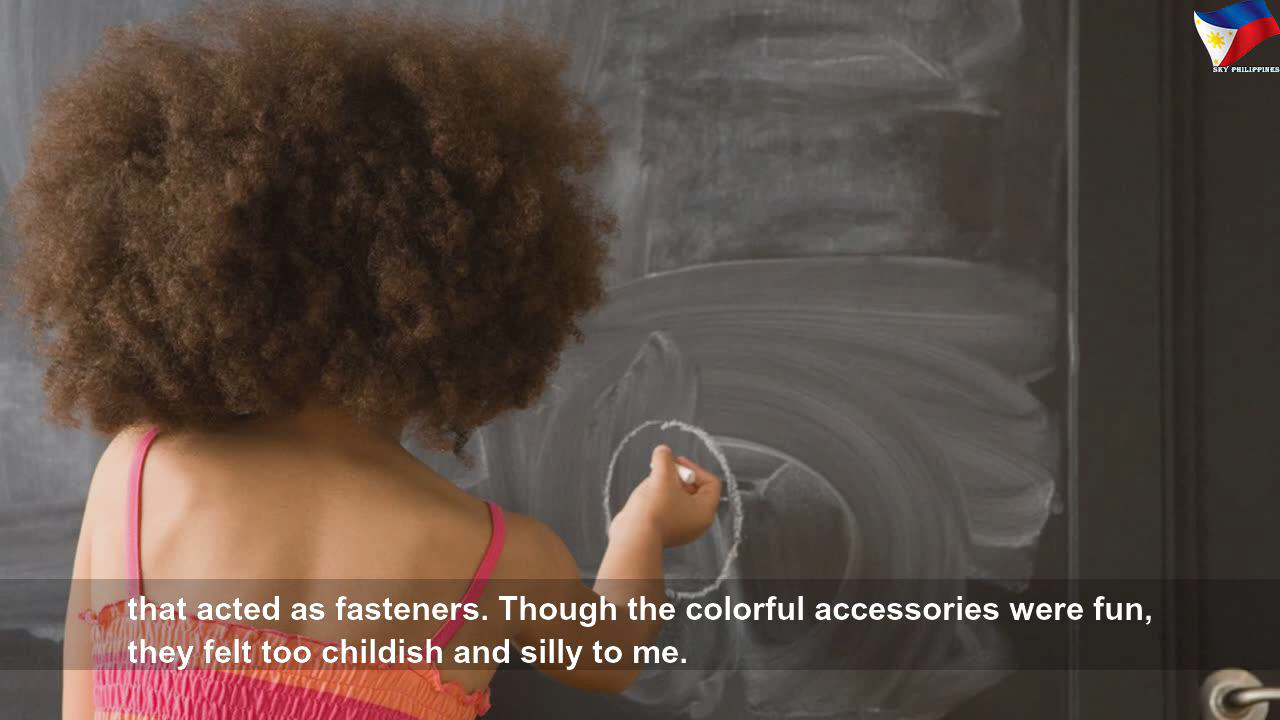 SKY PHILIPPINES
that acted as fasteners. Though the colorful accessories were fun,
they felt too childish and silly to me.